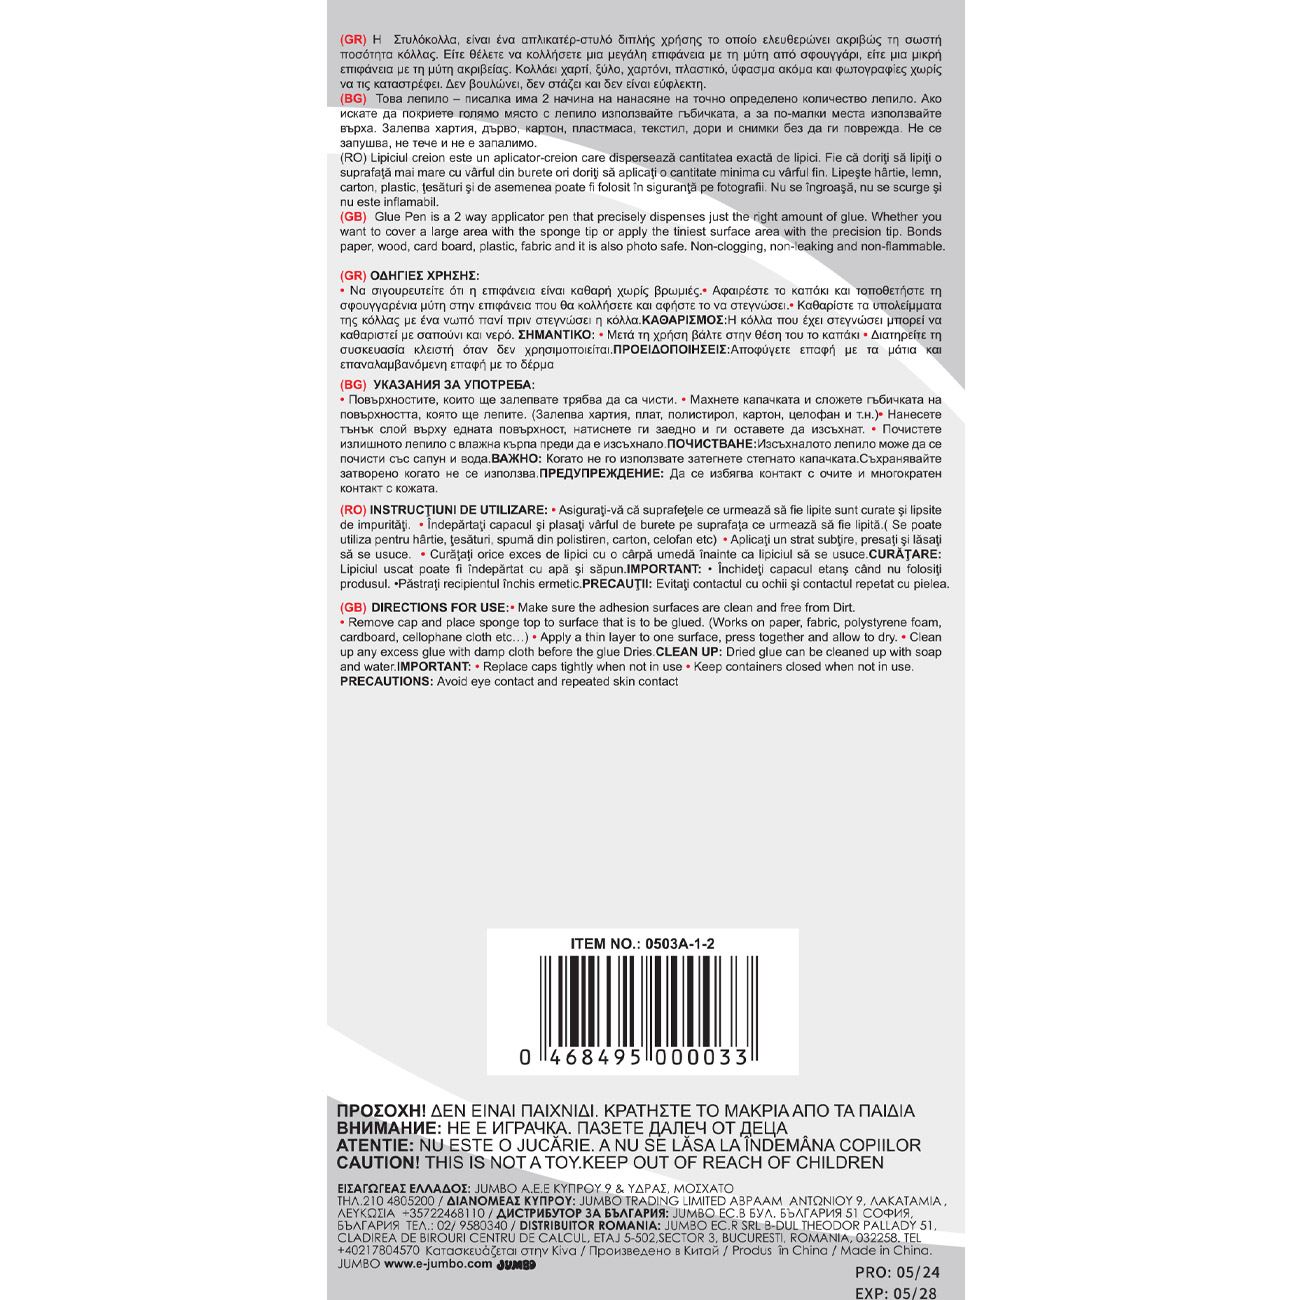 (GR) Η Στυλόκολλα, είναι ένα απλικατέρ-στυλό διπλής χρήσης το οποίο ελευθερώνει ακριβώς τη σωστή
ποσότητα κόλλας. Είτε θέλετε να κολλήσετε μια μεγάλη επιφάνεια με τη μύτη από σφουγγάρι, είτε μια μικρή
επιφάνεια με τη μύτη ακριβείας. Κολλάει χαρτί, ξύλο, χαρτόνι, πλαστικό, ύφασμα ακόμα και φωτογραφίες χωρίς
να τις καταστρέφει. Δεν βουλώνει, δεν στάζει και δεν είναι εύφλεκτη.
(BG) Това лепило – писалка има 2 начина на нанасяне на точно определено количество лепило. Ако
искате да покриете голямо място с лепило използвайте гъбичката, а за по-малки места използвайте
върха. Залепва хартия, дърво, картон, пластмаса, текстил, дори и снимки без да ги поврежда. Не се
запушва, не тече и не е запалимо.
(RO) Lipiciul creion este un aplicator-creion care dispersează cantitatea exactă de lipici. Fie că doriţi să lipiţi o
suprafaţă mai mare cu vârful din burete ori doriţi să aplicaţi o cantitate minima cu vârful fin. Lipeşte hârtie, lemn,
carton, plastic, ţesături şi de asemenea poate fi folosit în siguranţă pe fotografii. Nu se îngroaşă, nu se scurge şi
nu este inflamabil.
(GB) Glue Pen is a 2 way applicator pen that precisely dispenses just the right amount of glue. Whether you
want to cover a large area with the sponge tip or apply the tiniest surface area with the precision tip. Bonds
paper, wood, card board, plastic, fabric and it is also photo safe. Non-clogging, non-leaking and non-flammable.
(GR) ΟΔΗΓΙΕΣ ΧΡΗΣΗΣ:
• Να σιγουρευτείτε ότι η επιφάνεια είναι καθαρή χωρίς βρωμιές.• Αφαιρέστε το καπάκι και τοποθετήστε τη
σφουγγαρένια μύτη στην επιφάνεια που θα κολλήσετε και αφήστε το να στεγνώσει.• Καθαρίστε τα υπολείμματα
της κόλλας με ένα νωπό πανί πριν στεγνώσει η κόλλα.ΚΑΘΑΡΙΣΜΟΣ:Η κόλλα που έχει στεγνώσει μπορεί να
καθαριστεί με σαπούνι και νερό. ΣΗΜΑΝΤΙΚΟ: • Μετά τη χρήση βάλτε στην θέση του το καπάκι • Διατηρείτε τη
συσκευασία κλειστή όταν δεν χρησιμοποιείται.ΠΡΟΕΙΔΟΠΟΙΗΣΕΙΣ:Αποφύγετε επαφή με τα μάτια και
επαναλαμβανόμενη επαφή με το δέρμα
(BG) УКАЗАНИЯ ЗА УПОТРЕБА:
• Повърхностите, които ще залепвате трябва да са чисти. • Махнете капачката и сложете гъбичката на
повърхността, която ще лепите. (Залепва хартия, плат, полистирол, картон, целофан и т.н.)• Нанесете
тънък слой върху едната повърхност, натиснете ги заедно и ги оставете да изсъхнат. • Почистете
излишното лепило с влажна кърпа преди да е изсъхнало.ПОЧИСТВАНЕ:Изсъхналото лепило може да се
почисти със сапун и вода.ВАЖНО: Когато не го използвате затегнете стегнато капачката.Съхранявайте
затворено когато не се използва.ПРЕДУПРЕЖДЕНИЕ: Да се избягва контакт с очите и многократен
контакт с кожата.
(RO) INSTRUCŢIUNI DE UTILIZARE: • Asiguraţi-vă că suprafeţele ce urmează să fie lipite sunt curate şi lipsite
de impurităţi. • Îndepărtaţi capacul şi plasaţi vârful de burete pe suprafaţa ce urmează să fie lipită.( Se poate
utiliza pentru hârtie, ţesături, spumă din polistiren, carton, celofan etc) • Aplicaţi un strat subţire, presaţi şi lăsaţi
să se usuce. • Curăţaţi orice exces de lipici cu o cârpă umedă înainte ca lipiciul să se usuce.CURĂŢARE:
Lipiciul uscat poate fi îndepărtat cu apă şi săpun.IMPORTANT: • Închideţi capacul etanş când nu folosiţi
produsul. •Păstraţi recipientul închis ermetic.PRECAUŢII: Evitaţi contactul cu ochii şi contactul repetat cu pielea.
(GB) DIRECTIONS FOR USE:• Make sure the adhesion surfaces are clean and free from Dirt.
• Remove cap and place sponge top to surface that is to be glued. (Works on paper, fabric, polystyrene foam,
cardboard, cellophane cloth etc…) • Apply a thin layer to one surface, press together and allow to dry. • Clean
up any excess glue with damp cloth before the glue Dries.CLEAN UP: Dried glue can be cleaned up with soap
and water.IMPORTANT: • Replace caps tightly when not in use • Keep containers closed when not in use.
PRECAUTIONS: Avoid eye contact and repeated skin contact
ITEM NO.: 0503A-1-2
0 468495 000033
ΠΡΟΣΟΧΗ! ΔΕΝ ΕΙΝΑΙ ΠΑΙΧΝΙΔΙ. ΚΡΑΤΗΣΤΕ ΤΟ ΜΑΚΡΙΑ ΑΠΟ ΤΑ ΠΑΙΔΙΑ
ВНИМАНИЕ: НЕ Е ИГРАЧКА. ПАЗЕТЕ ДАЛЕЧ ОТ ДЕЦА
ATENTIE: NU ESTE O JUCĂRIE. A NU SE LĂSA LA ÎNDEMÂNA COPIILOR
CAUTION! THIS IS NOT A TOY.KEEP OUT OF REACH OF CHILDREN
ΕΙΣΑΓΩΓΕΑΣ ΕΛΛΑΔΟΣ: JUMBO Α.Ε.Ε ΚΥΠΡΟΥ 9 & ΥΔΡΑΣ, ΜΟΣΧΑΤΟ
ΤΗΛ.210 4805200 / ΔΙΑΝΟΜΕΑΣ ΚΥΠΡΟΥ: JUMBO TRADING LIMITED ΑΒΡΑΑΜ ΑΝΤΩΝΙΟΥ 9, ΛΑΚΑΤΑΜΙΑ,
ΛΕΥΚΩΣΙΑ +35722468110 / ДИСТРИБУТОР ЗА БЪЛГАРИЯ: JUMBO EC.B БУЛ. БЪЛГАРИЯ 51 СОФИЯ,
БЪЛГАРИЯ ТЕЛ.: 02/ 9580340 / DISTRIBUITOR ROMANIA: JUMBO EC.R SRL B-DUL THEODOR PALLADY 51,
CLADIREA DE BIROURI CENTRU DE CALCUL, ETAJ 5-502,SECTOR 3, BUCURESTI, ROMANIA, 032258. TEL
+40217804570 Κατασκευάζεται στην Κίνα / Произведено в Китай / Produs în China / Made in China.
JUMBO www.e-jumbo.com JUMBO
PRO: 05/24
EXP: 05/28